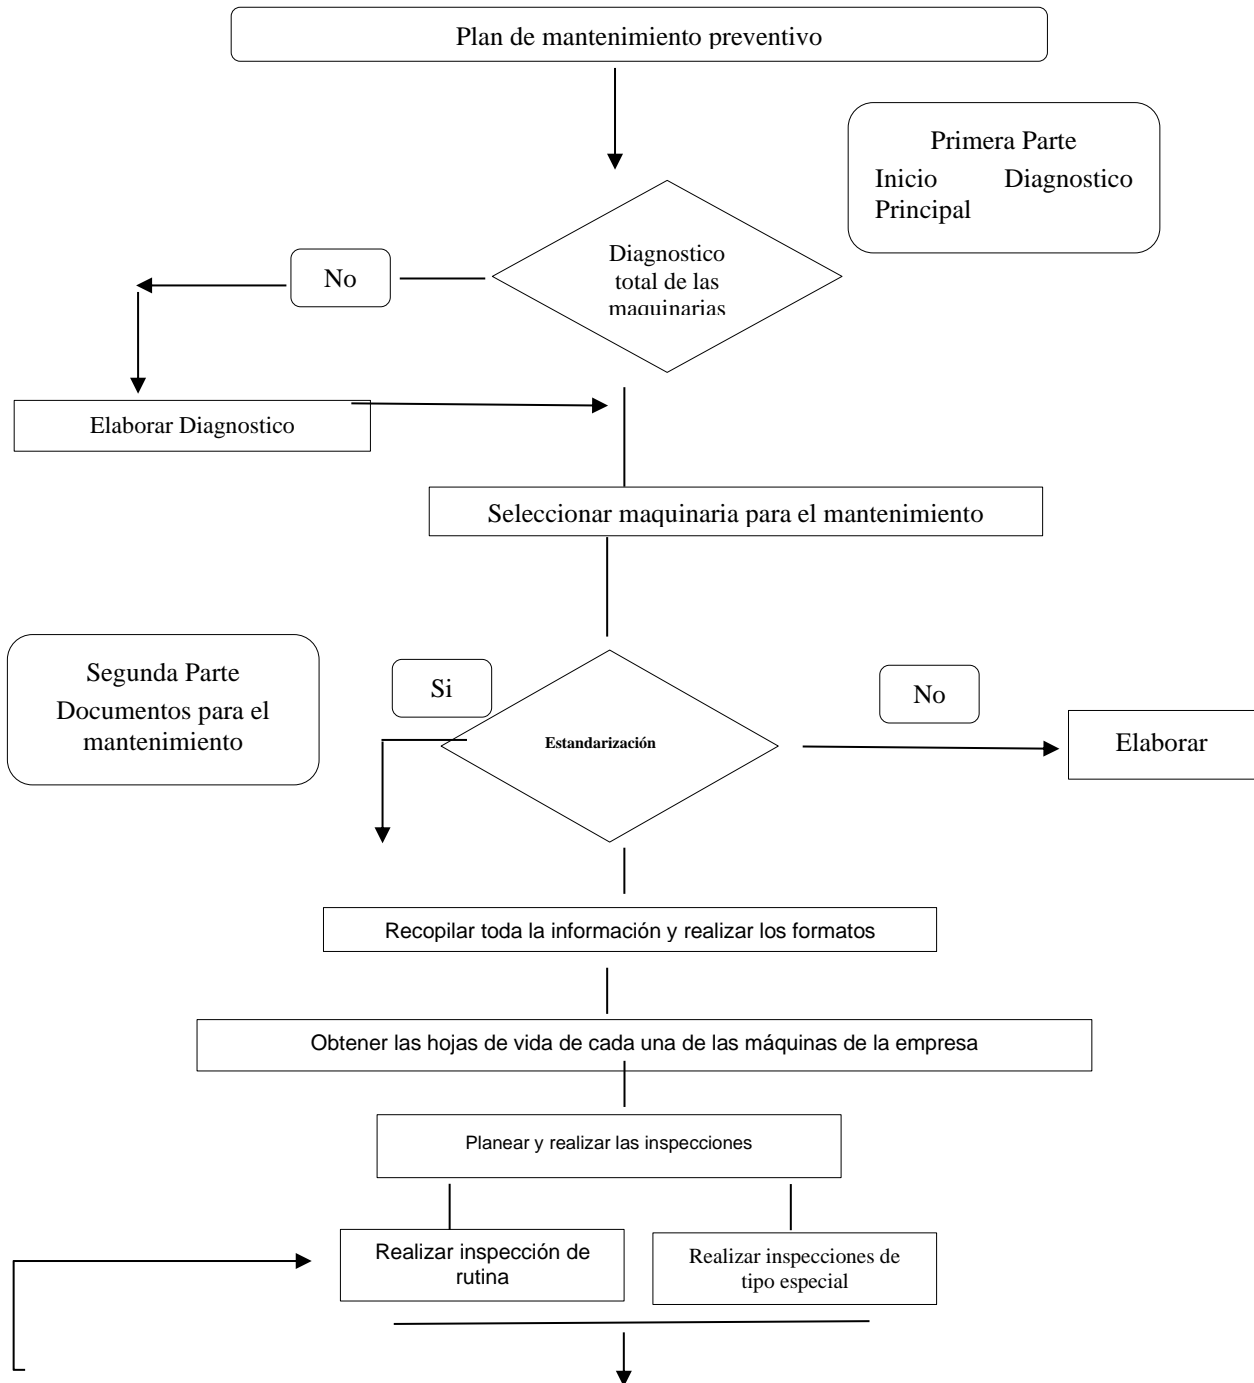 Plan de mantenimiento preventivo
Primera Parte
Inicio Diagnostico
Principal
Diagnostico
total de las
maquinarias
No
Elaborar Diagnostico
Seleccionar maquinaria para el mantenimiento
Segunda Parte
Documentos para el
mantenimiento
Si
No
Estandarización
Elaborar
Recopilar toda la información y realizar los formatos
Obtener las hojas de vida de cada una de las máquinas de la empresa
Planear y realizar las inspecciones
Realizar inspección de
rutina
Realizar inspecciones de
tipo especial